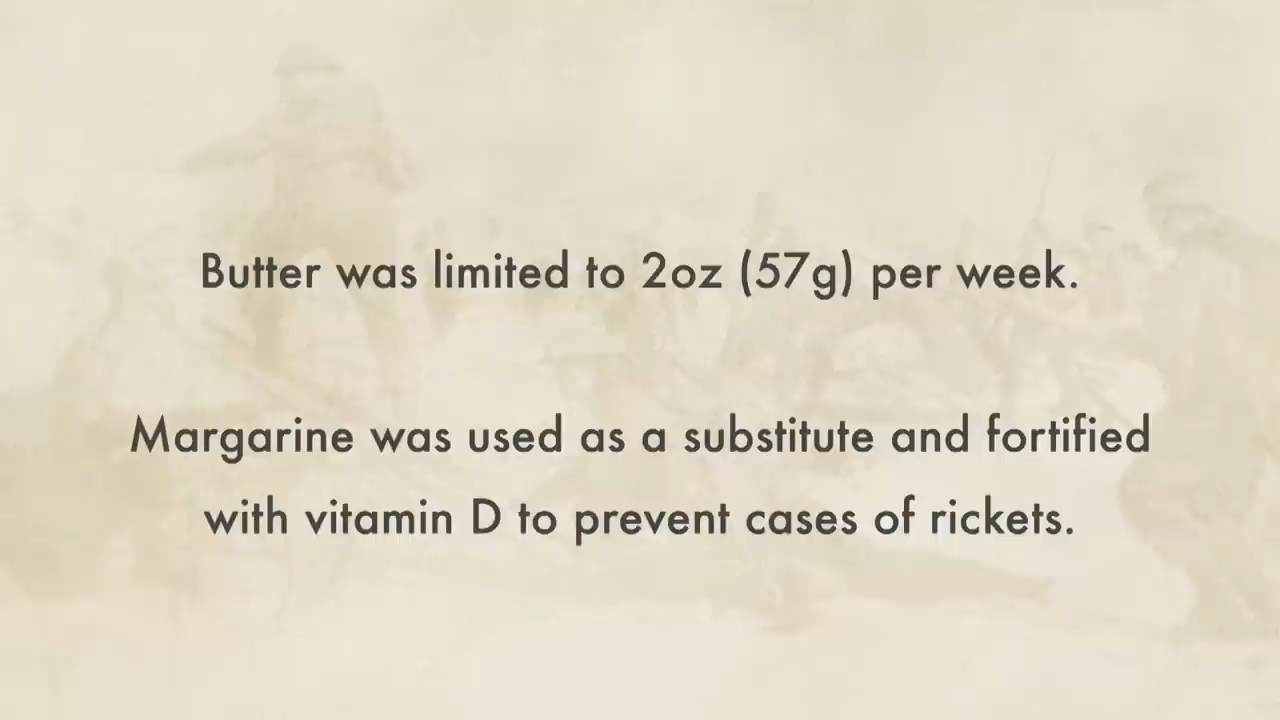 Butter was limited to 2oz (57g) per week.
Margarine was used as a substitute and fortified
with vitamin D to prevent cases of rickets.